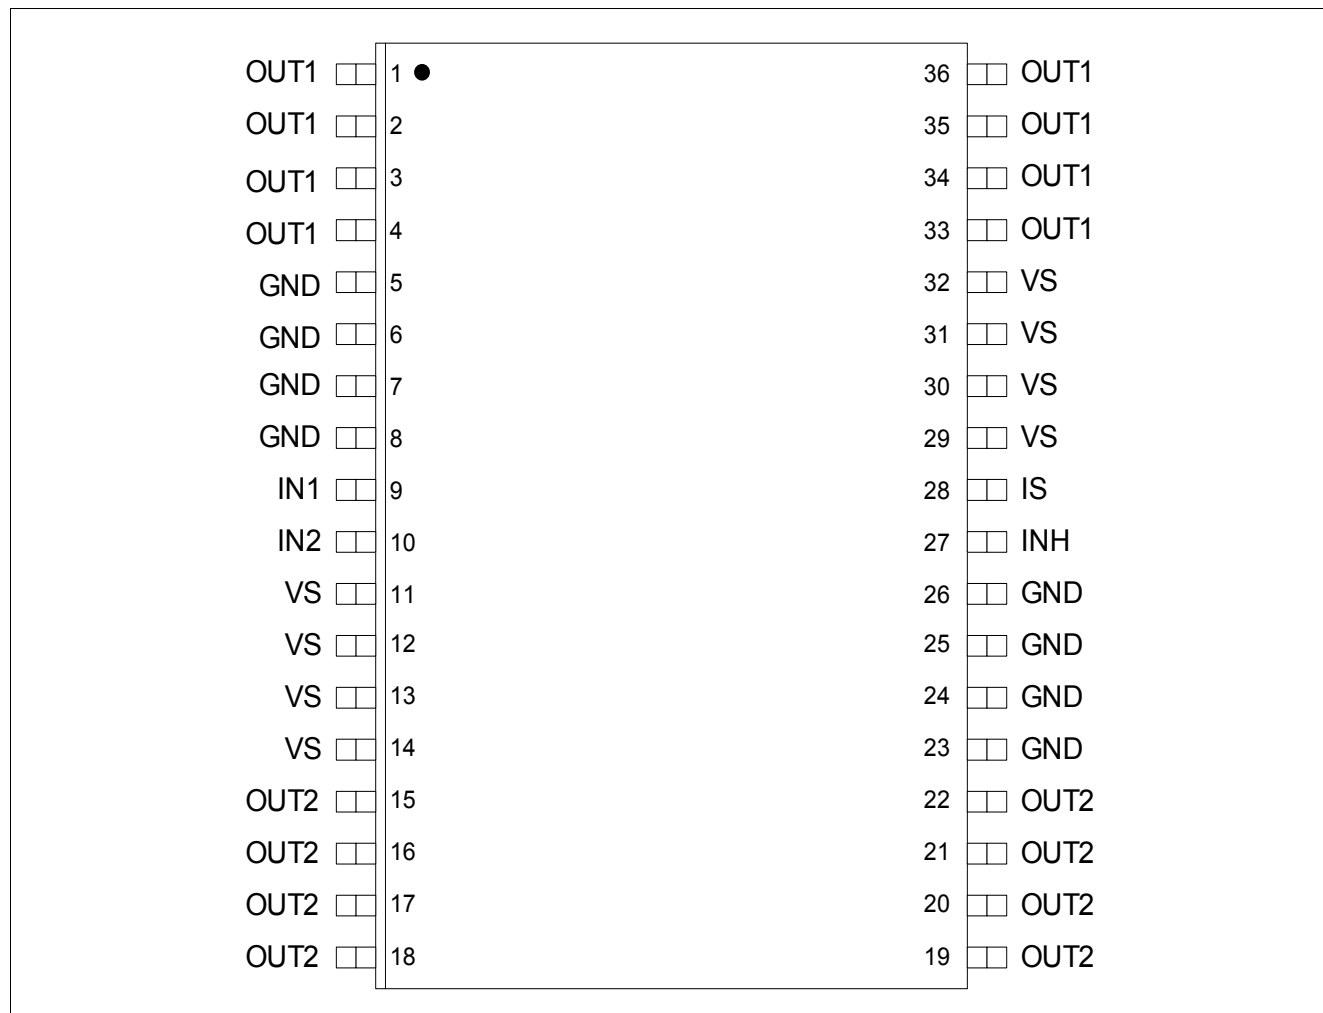 OUT1 1 36 OUT1
OUT1 2 35 OUT1
OUT1 3 34 OUT1
OUT1 4 33 OUT1
GND 5 32 VS
GND 6 31 VS
GND 7 30 VS
GND 8 29 VS
IN1 9 28 IS
IN2 10 27 INH
VS 11 26 GND
VS 12 25 GND
VS 13 24 GND
VS 14 23 GND
OUT2 15 22 OUT2
OUT2 16 21 OUT2
OUT2 17 20 OUT2
OUT2 18 19 OUT2